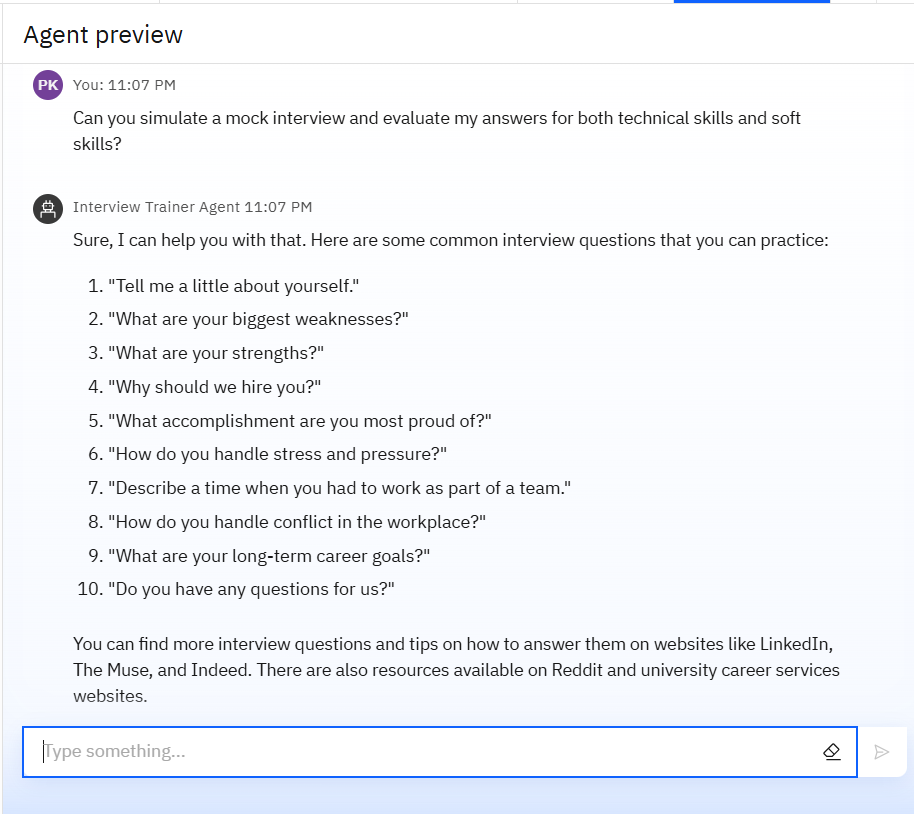 Agent preview
PK You: 11:07 PM
Can you simulate a mock interview and evaluate my answers for both technical skills and soft
skills?
Interview Trainer Agent 11:07 PM
Sure, I can help you with that. Here are some common interview questions that you can practice:
1. "Tell me a little about yourself."
2. "What are your biggest weaknesses?"
3. "What are your strengths?"
4. "Why should we hire you?"
5. "What accomplishment are you most proud of?"
6. "How do you handle stress and pressure?"
7. "Describe a time when you had to work as part of a team."
8. "How do you handle conflict in the workplace?"
9. "What are your long-term career goals?"
10. "Do you have any questions for us?"
You can find more interview questions and tips on how to answer them on websites like LinkedIn,
The Muse, and Indeed. There are also resources available on Reddit and university career services
websites.
Type something...